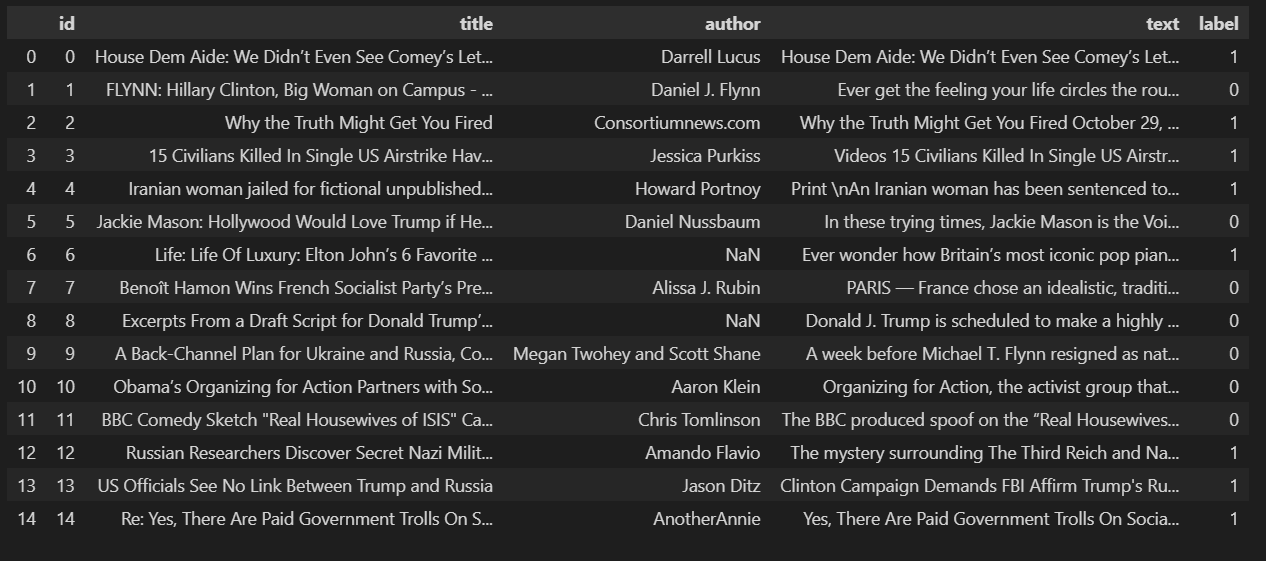 id title author text label
0 0 House Dem Aide: We Didn’t Even See Comey’s Let... Darrell Lucus House Dem Aide: We Didn’t Even See Comey’s Let... 1
1 1 FLYNN: Hillary Clinton, Big Woman on Campus - ... Daniel J. Flynn Ever get the feeling your life circles the rou... 0
2 2 Why the Truth Might Get You Fired Consortiumnews.com Why the Truth Might Get You Fired October 29, ... 1
3 3 15 Civilians Killed In Single US Airstrike Hav... Jessica Purkiss Videos 15 Civilians Killed In Single US Airstr... 1
4 4 Iranian woman jailed for fictional unpublished... Howard Portnoy Print \nAn Iranian woman has been sentenced to... 1
5 5 Jackie Mason: Hollywood Would Love Trump if He... Daniel Nussbaum In these trying times, Jackie Mason is the Voi... 0
6 6 Life: Life Of Luxury: Elton John’s 6 Favorite ... NaN Ever wonder how Britain’s most iconic pop pian... 1
7 7 Benoît Hamon Wins French Socialist Party’s Pre... Alissa J. Rubin PARIS — France chose an idealistic, traditi... 0
8 8 Excerpts From a Draft Script for Donald Trump’... NaN Donald J. Trump is scheduled to make a highly ... 0
9 9 A Back-Channel Plan for Ukraine and Russia, Co... Megan Twohey and Scott Shane A week before Michael T. Flynn resigned as nat... 0
10 10 Obama’s Organizing for Action Partners with So... Aaron Klein Organizing for Action, the activist group that... 0
11 11 BBC Comedy Sketch "Real Housewives of ISIS" Ca... Chris Tomlinson The BBC produced spoof on the “Real Housewives... 0
12 12 Russian Researchers Discover Secret Nazi Milit... Amando Flavio The mystery surrounding The Third Reich and Na... 1
13 13 US Officials See No Link Between Trump and Russia Jason Ditz Clinton Campaign Demands FBI Affirm Trump's Ru... 1
14 14 Re: Yes, There Are Paid Government Trolls On S... AnotherAnnie Yes, There Are Paid Government Trolls On Socia... 1